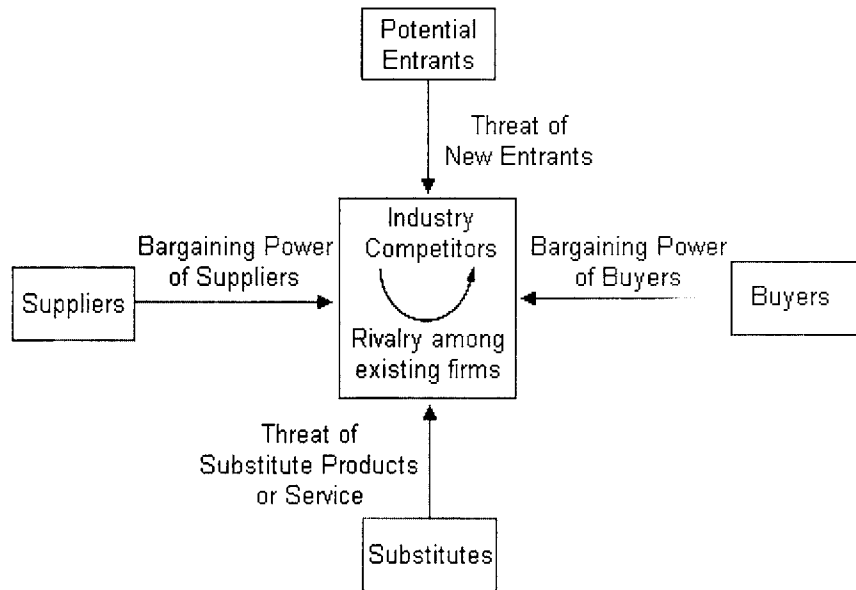 Potential
Entrants
Threat of
New Entrants
Industry
Competitors
Bargaining Power
of Suppliers
Bargaining Power
of Buyers
Suppliers
Buyers
Rivalry among
existing firms
Threat of
Substitute Products
or Service
Substitutes